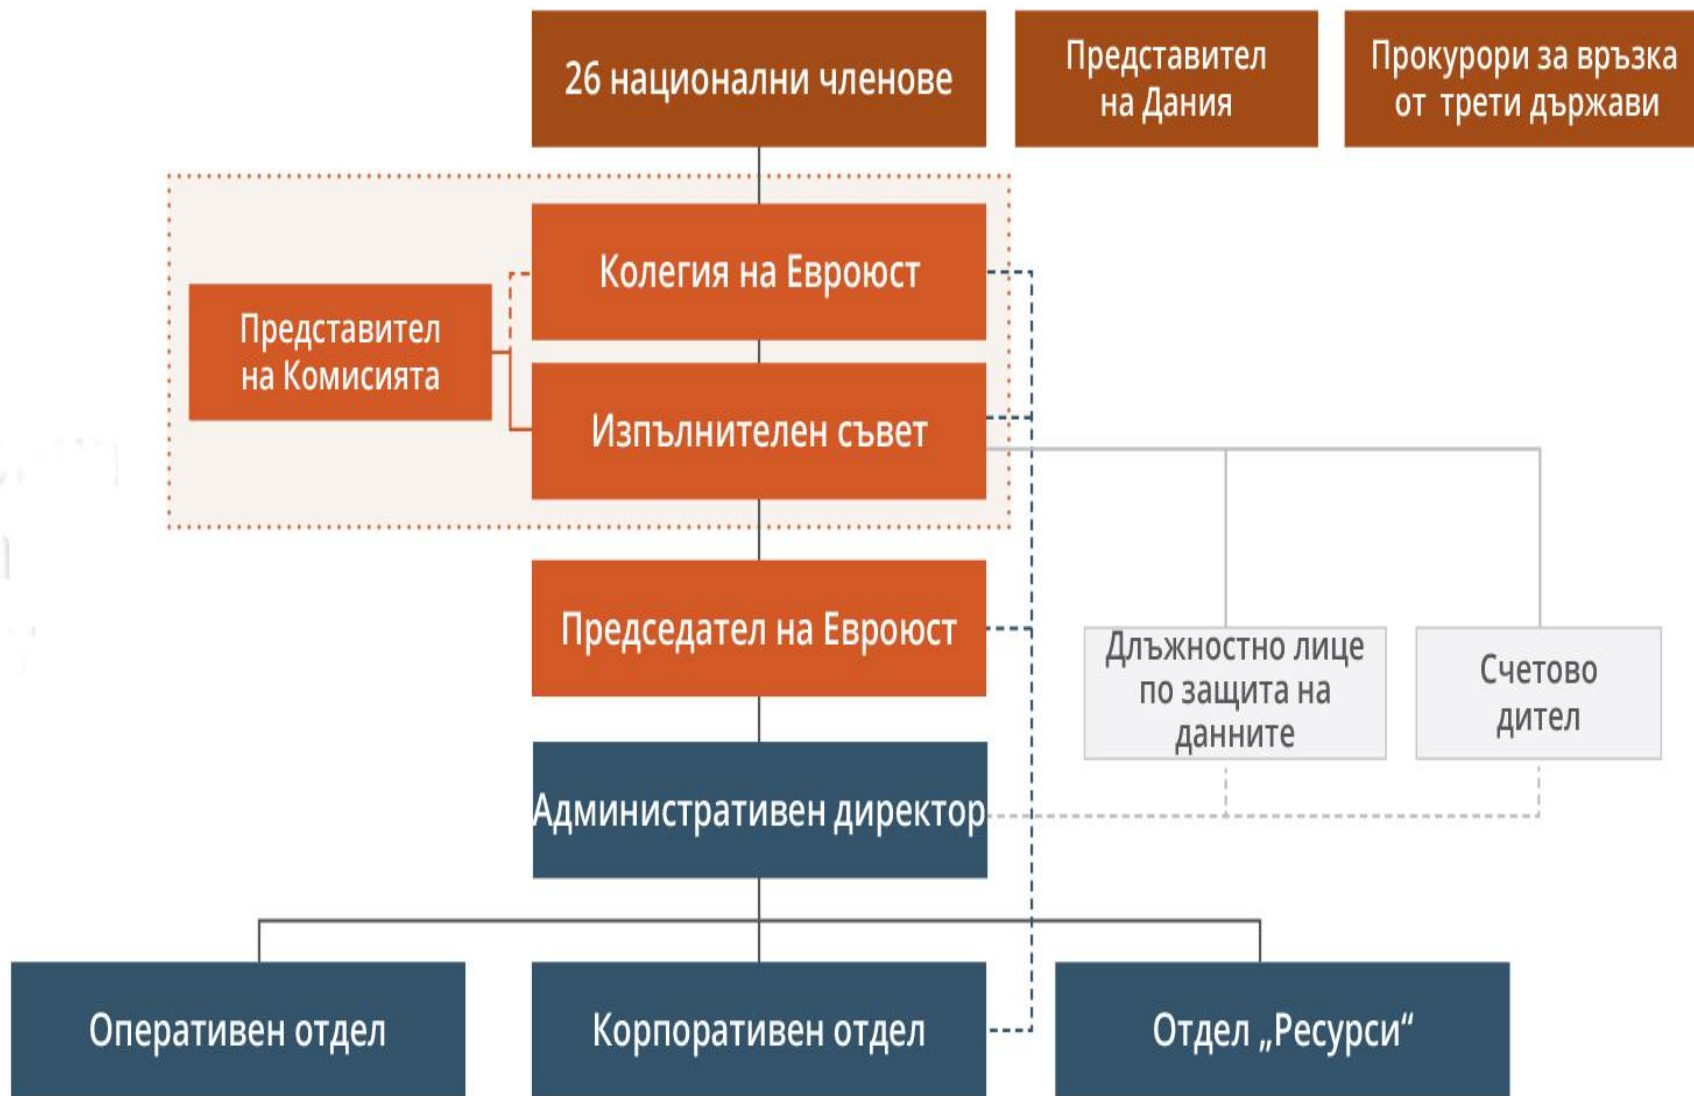 26 национални членове
Представител
на Дания
Прокурори за връзка
от трети държави
Колегия на Евроюст
Представител
на Комисията
Изпълнителен съвет
Председател на Евроюст
Длъжностно лице
по защита на
данните
Счетово
дител
Административен директор
Оперативен отдел
Корпоративен отдел
Отдел „Ресурси“